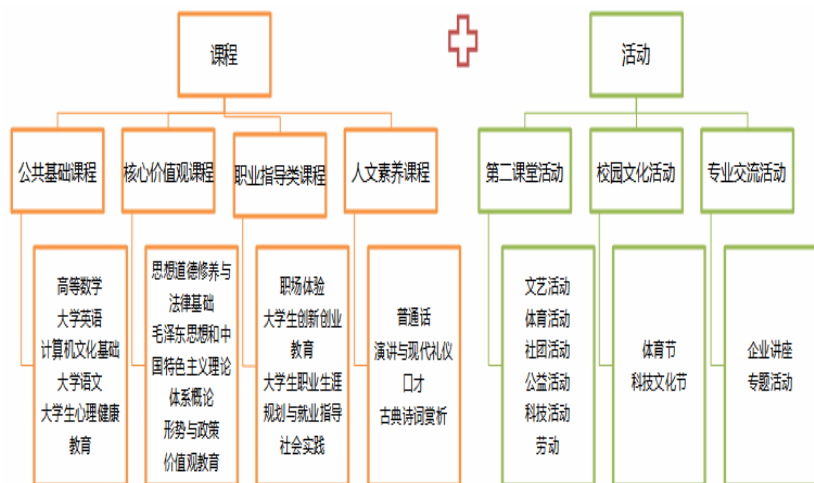 课程
活动
公共基础课程
核心价值观课程
职业指导类课程
人文素养课程
第二课堂活动
校园文化活动
专业交流活动
高等数学
大学英语
计算机文化基础
大学语文
大学生心理健康
教育
思想道德修养与
法律基础
毛泽东思想和中
国特色主义理论
体系概论
形势与政策
价值观教育
职场体验
大学生创新创业
教育
大学生职业生涯
规划与就业指导
社会实践
普通话
演讲与现代礼仪
口才
古典诗词赏析
文艺活动
体育活动
社团活动
公益活动
科技活动
劳动
体育节
科技文化节
企业讲座
专题活动